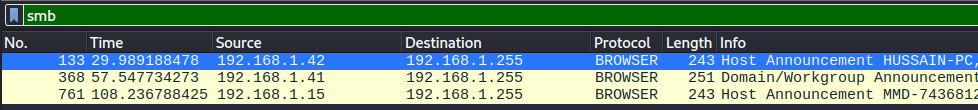 smb
No. Time Source Destination Protocol Length Info
133 29.989188478 192.168.1.42 192.168.1.255 BROWSER 243 Host Announcement HUSSAIN-PC,
368 57.547734273 192.168.1.41 192.168.1.255 BROWSER 251 Domain/Workgroup Announcement
761 108.236788425 192.168.1.15 192.168.1.255 BROWSER 243 Host Announcement MMD-7436812